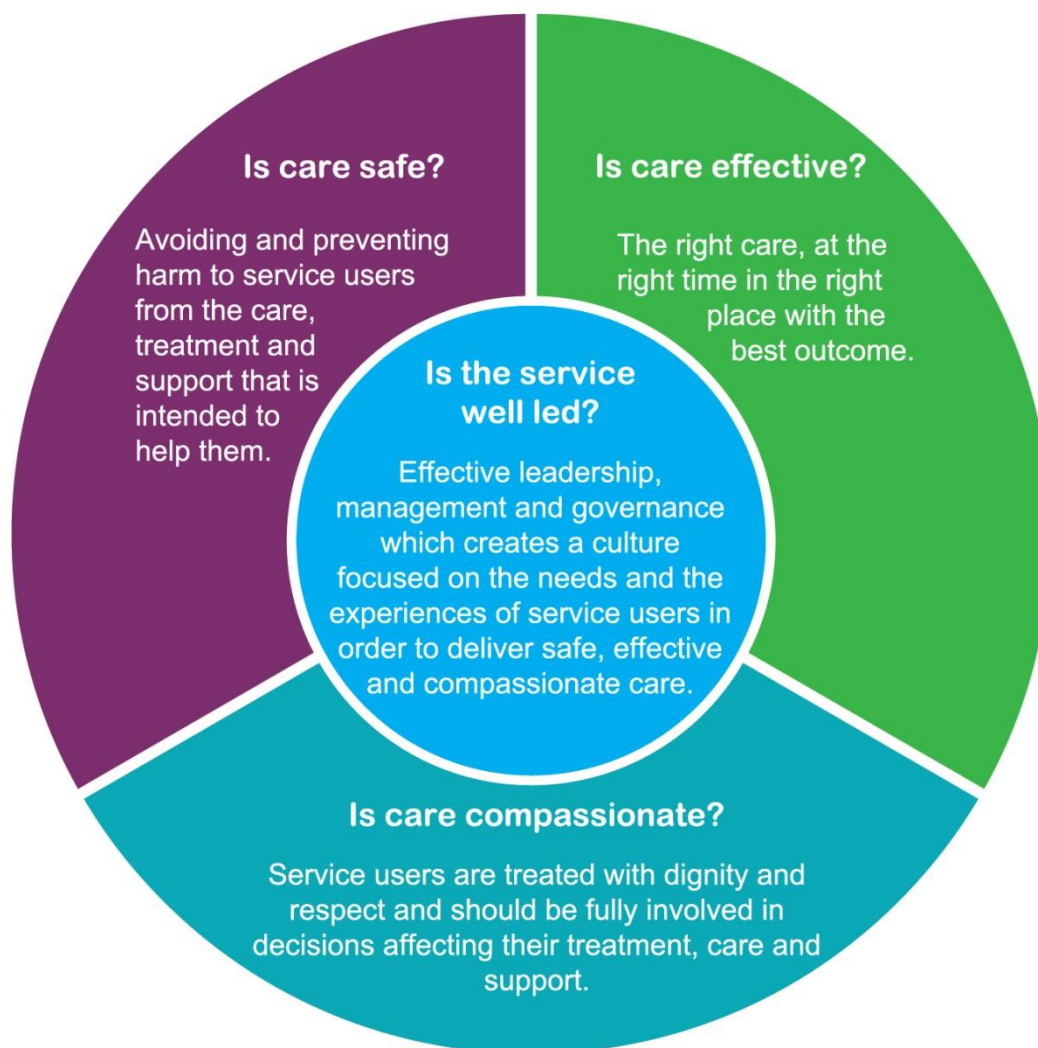 Is care safe?
Avoiding and preventing
harm to service users
from the care,
treatment and
support that is
intended to
help them.
Is care effective?
The right care, at the
right time in the right
place with the
best outcome.
Is the service
well led?
Effective leadership,
management and governance
which creates a culture
focused on the needs and the
experiences of service users in
order to deliver safe, effective
and compassionate care.
Is care compassionate?
Service users are treated with dignity and
respect and should be fully involved in
decisions affecting their treatment, care and
support.